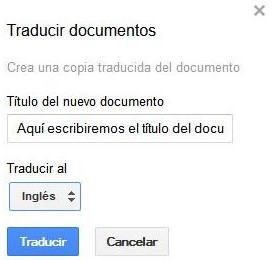 Traducir documentos
Crea una copia traducida del documento
Título del nuevo documento
Aquí escribiremos el título del docu
Traducir al
Inglés
Traducir Cancelar